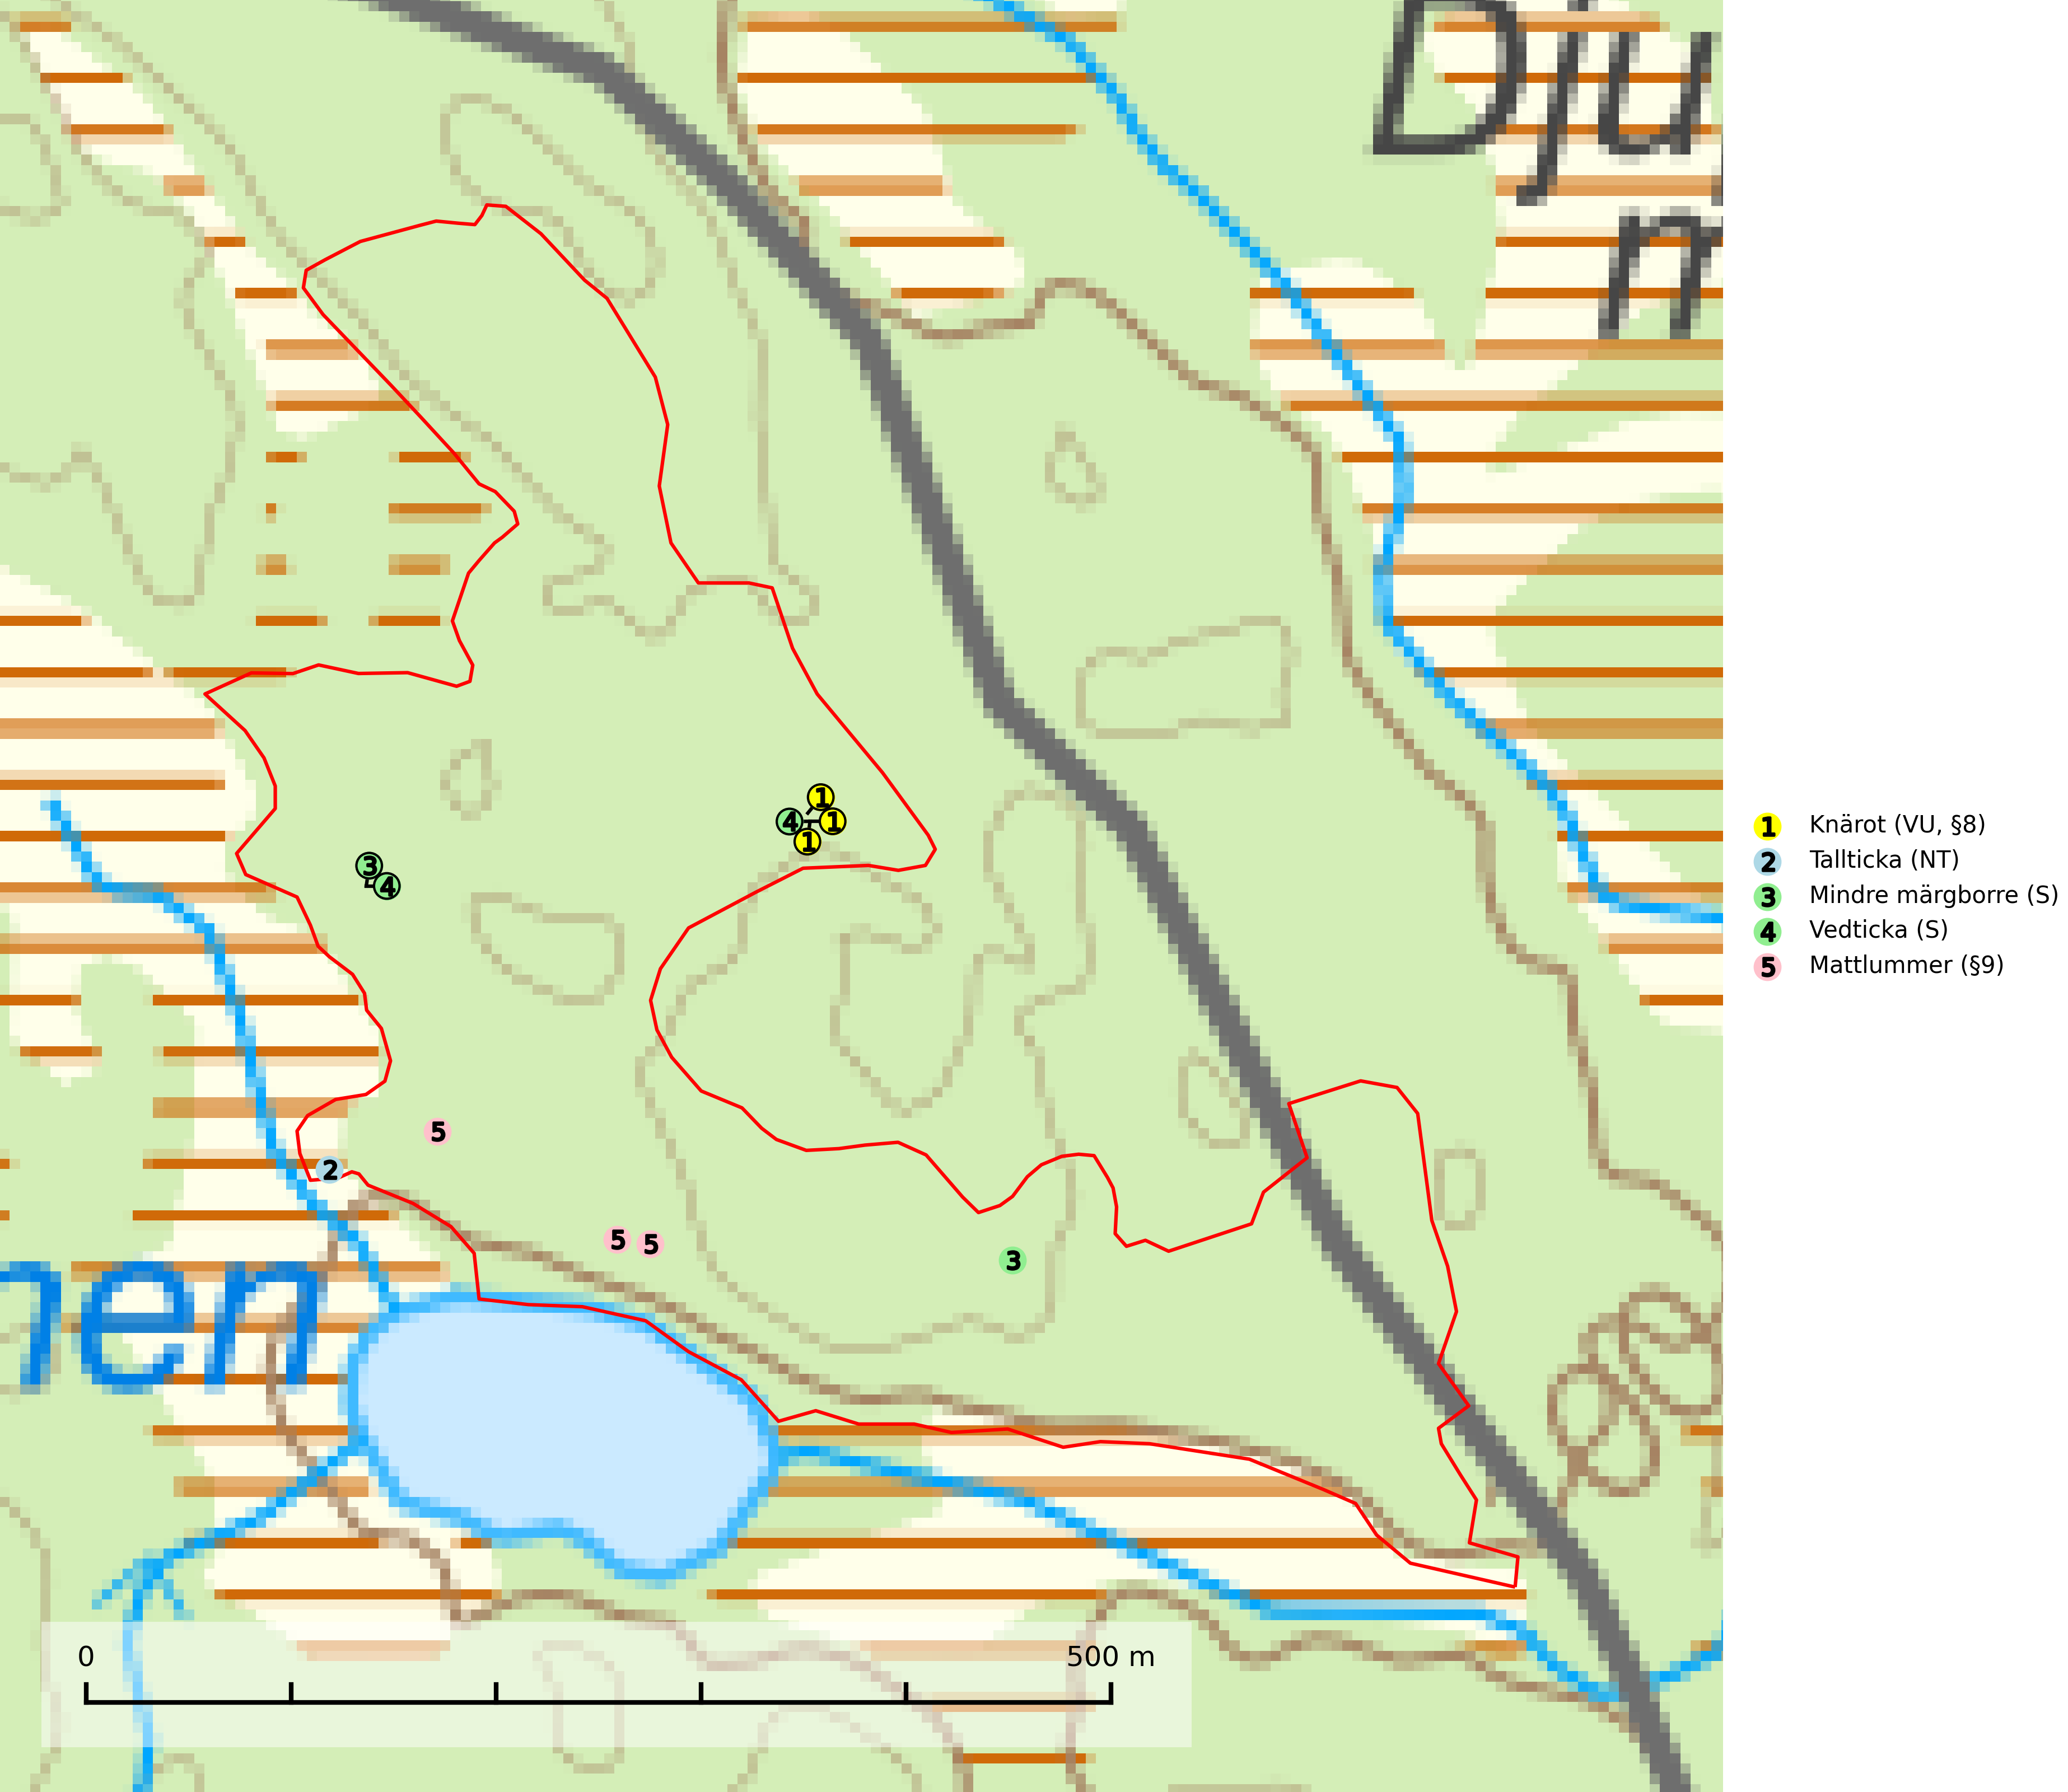 Dju
n
1
4 1
1
3
4
5
2
5 5
3
nen
0 500 m
1 Knärot (VU, §8)
2 Tallticka (NT)
3 Mindre märgborre (S)
4 Vedticka (S)
5 Mattlummer (§9)